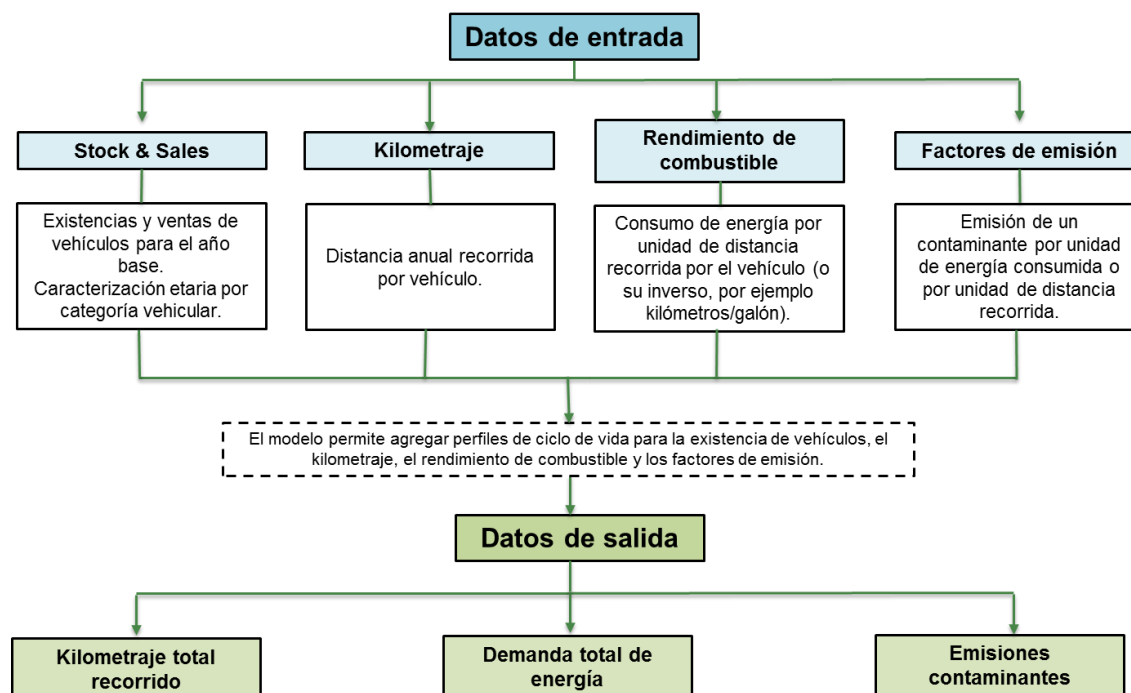 Datos de entrada
Stock & Sales
Kilometraje
Rendimiento de
combustible
Factores de emisión
Existencias y ventas de
vehículos para el año
base.
Caracterización etaria por
categoría vehicular.
Distancia anual recorrida
por vehículo.
Consumo de energía por
unidad de distancia
recorrida por el vehículo (o
su inverso, por ejemplo
kilómetros/galón).
Emisión de un
contaminante por unidad
de energía consumida o
por unidad de distancia
recorrida.
El modelo permite agregar perfiles de ciclo de vida para la existencia de vehículos, el
kilometraje, el rendimiento de combustible y los factores de emisión.
Datos de salida
Kilometraje total
recorrido
Demanda total de
energía
Emisiones
contaminantes